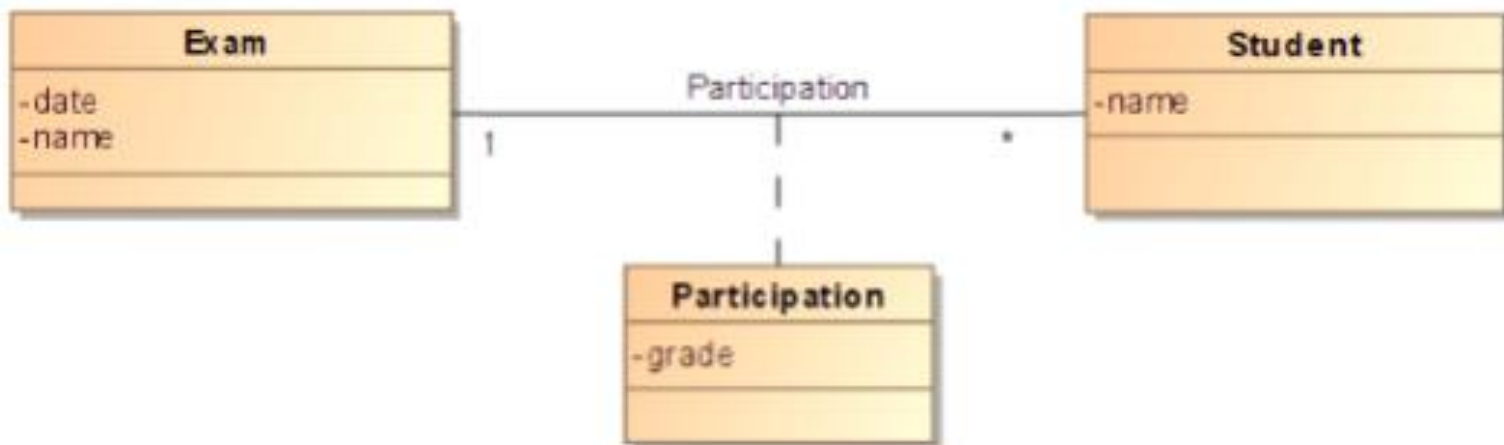 Exam
-date
-name
Participation
1
*
Student
-name
Participation
-grade